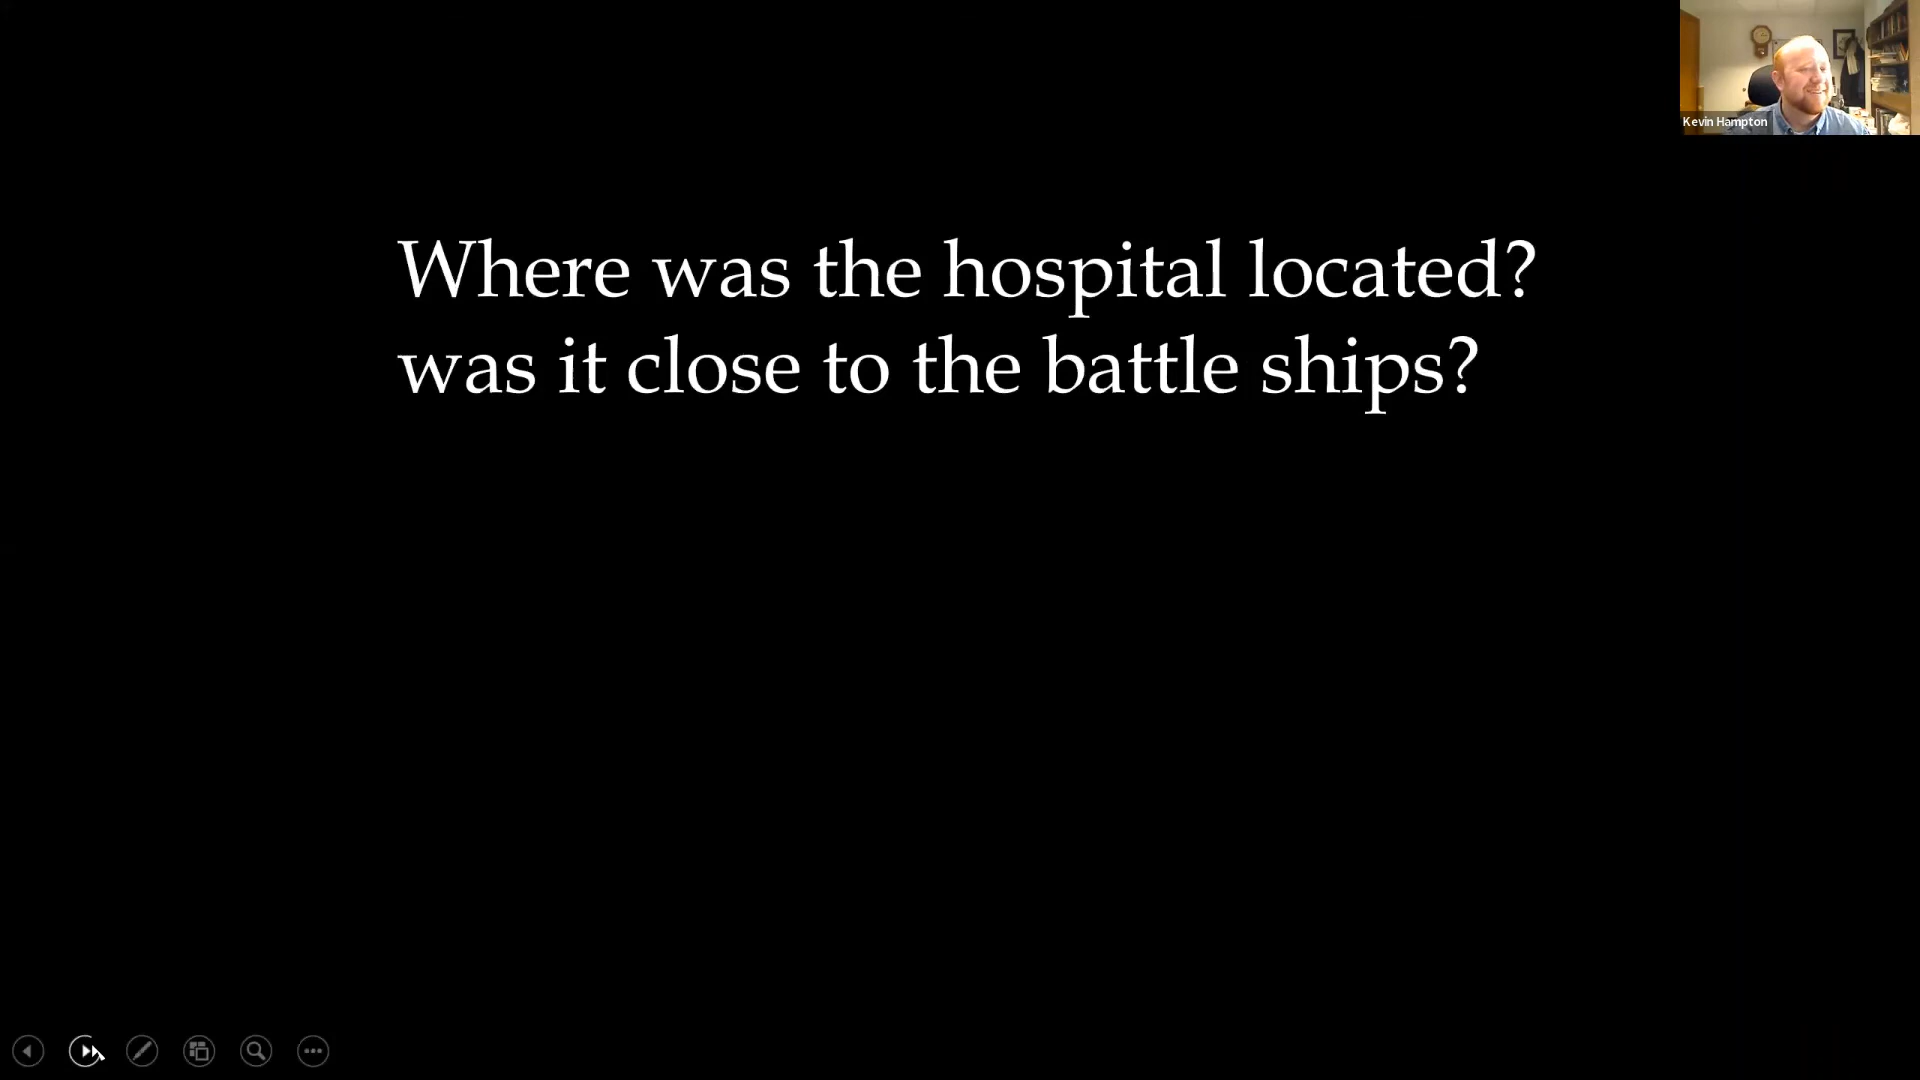 Kevin Hampton
Where was the hospital located?
was it close to the battle ships?